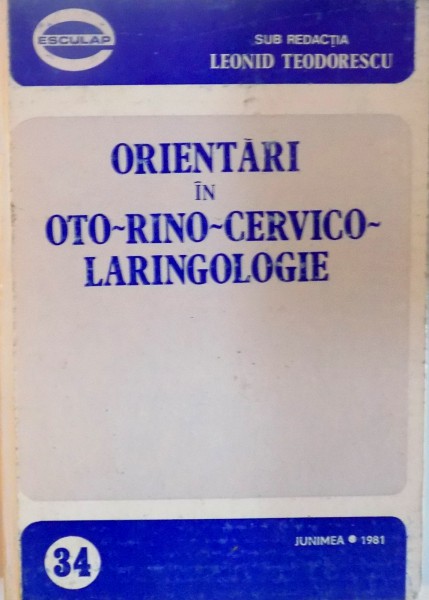 ESCULAP
SUB REDACȚIA
LEONID TEODORESCU
ORIENTĂRI
ÎN
OTO~RINO~CERVICO~
LARINGOLOGIE
34
JUNIMEA • 1981